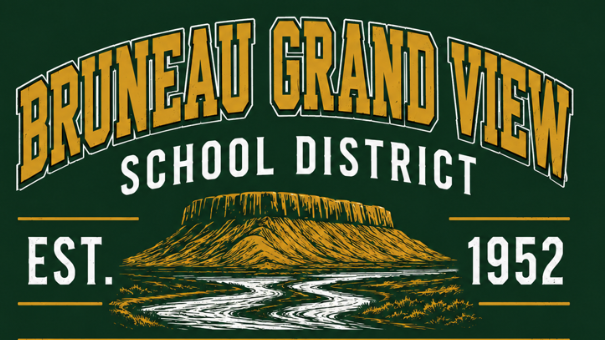 BRUNEAU GRAND VIEW
SCHOOL DISTRICT
EST. 1952